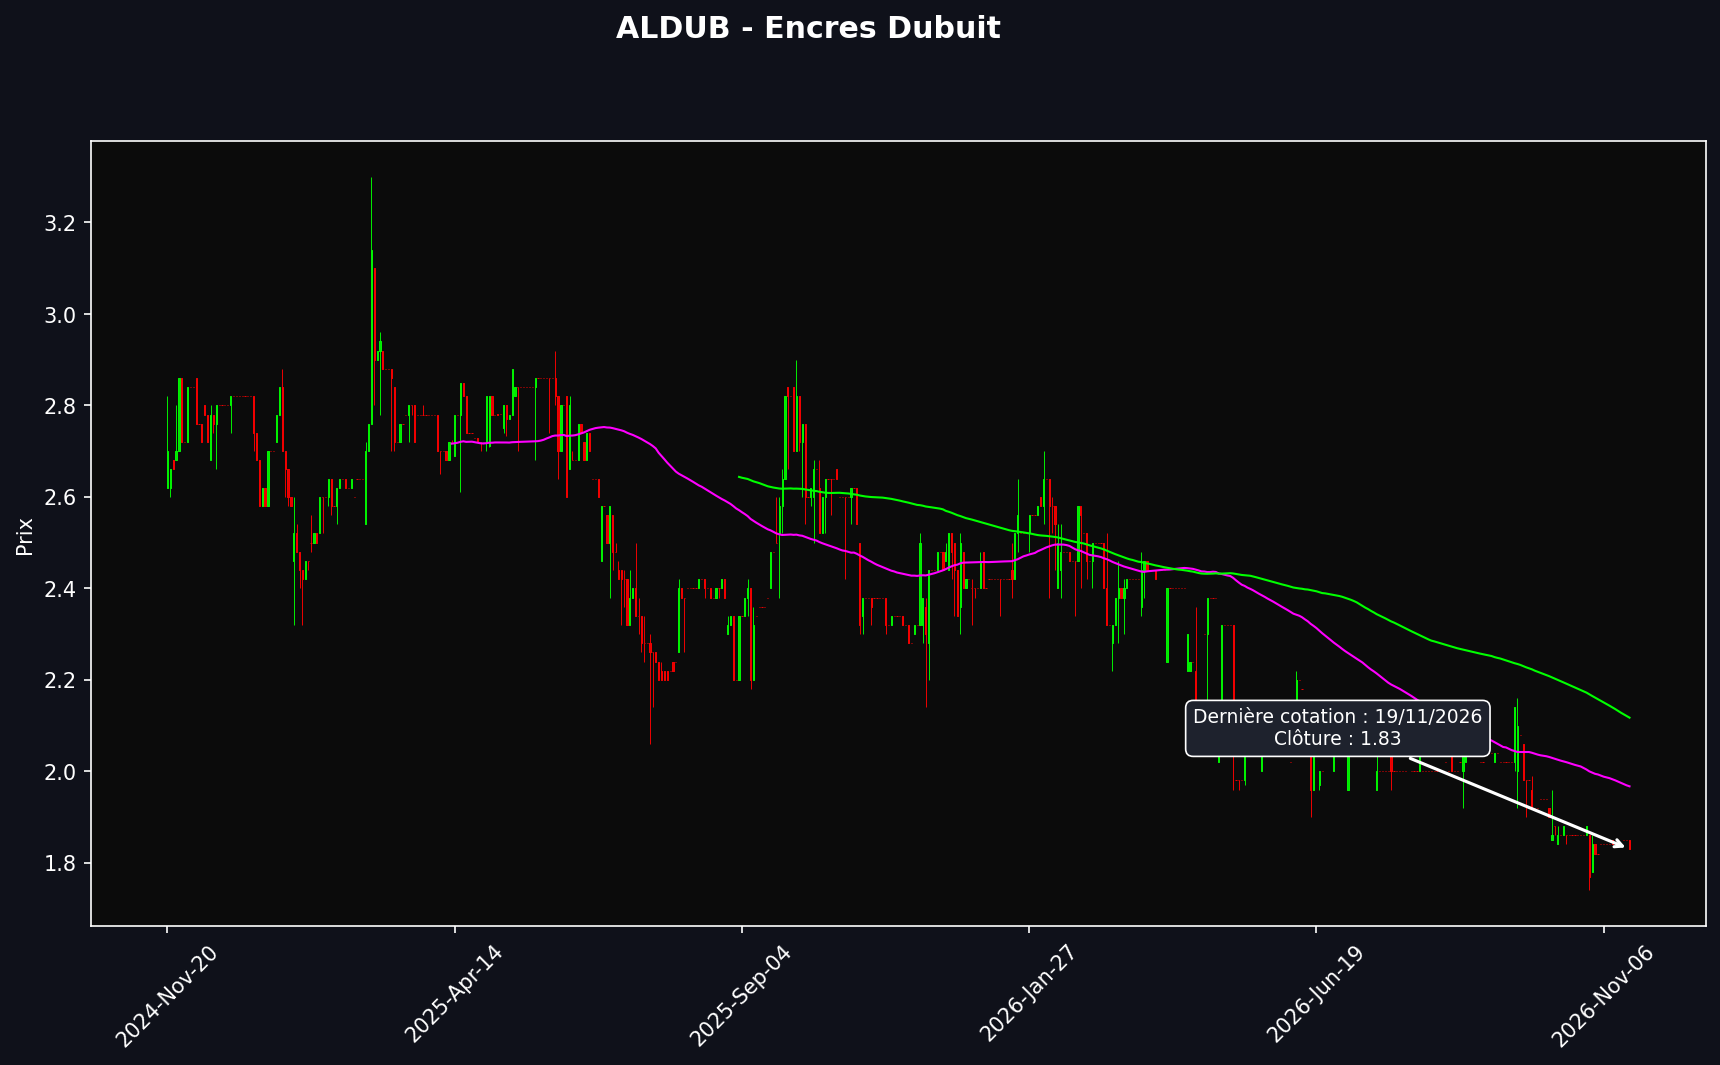 ALDUB - Encres Dubuit
Prix
3.2
3.0
2.8
2.6
2.4
2.2
2.0
1.8
Dernière cotation : 19/11/2026
Clôture : 1.83
2024-Nov-20
2025-Apr-14
2025-Sep-04
2026-Jan-27
2026-Jun-19
2026-Nov-06